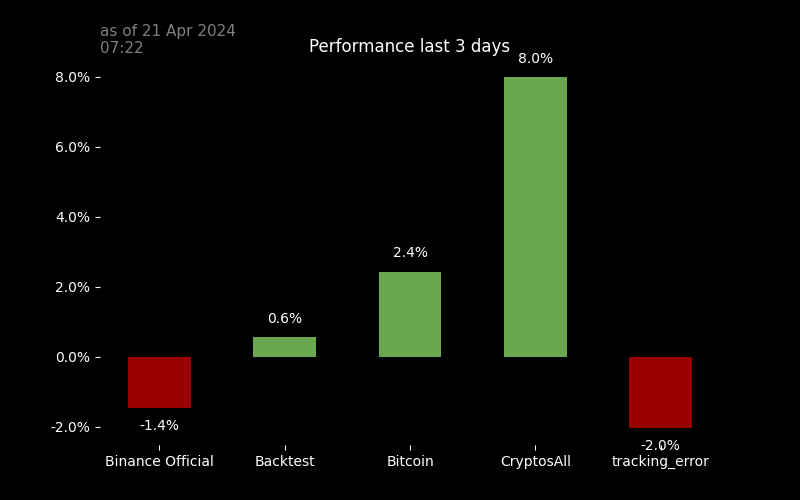 as of 21 Apr 2024
07:22
Performance last 3 days
8.0%
8.0%
6.0%
4.0%
2.4%
2.0%
0.6%
0.0%
-1.4%
-2.0%
-2.0%
Binance Official
Backtest
Bitcoin
CryptosAll
tracking_error